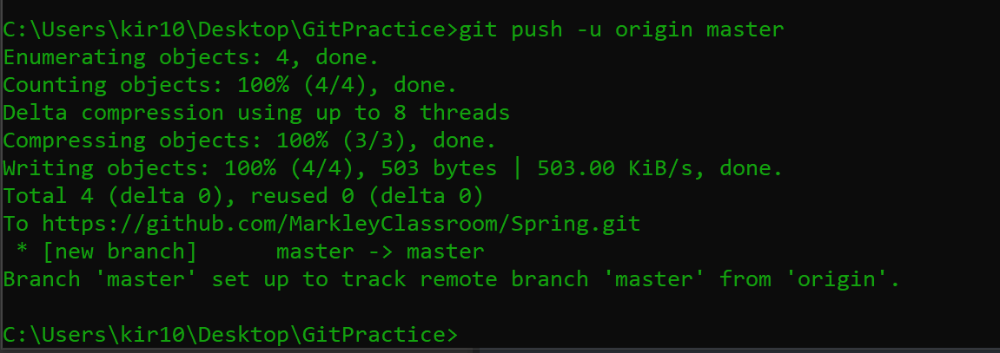 C:\Users\kir10\Desktop\GitPractice>git push -u origin master
Enumerating objects: 4, done.
Counting objects: 100% (4/4), done.
Delta compression using up to 8 threads
Compressing objects: 100% (3/3), done.
Writing objects: 100% (4/4), 503 bytes | 503.00 KiB/s, done.
Total 4 (delta 0), reused 0 (delta 0)
To https://github.com/MarkleyClassroom/Spring.git
 * [new branch]      master -> master
Branch 'master' set up to track remote branch 'master' from 'origin'.
C:\Users\kir10\Desktop\GitPractice>